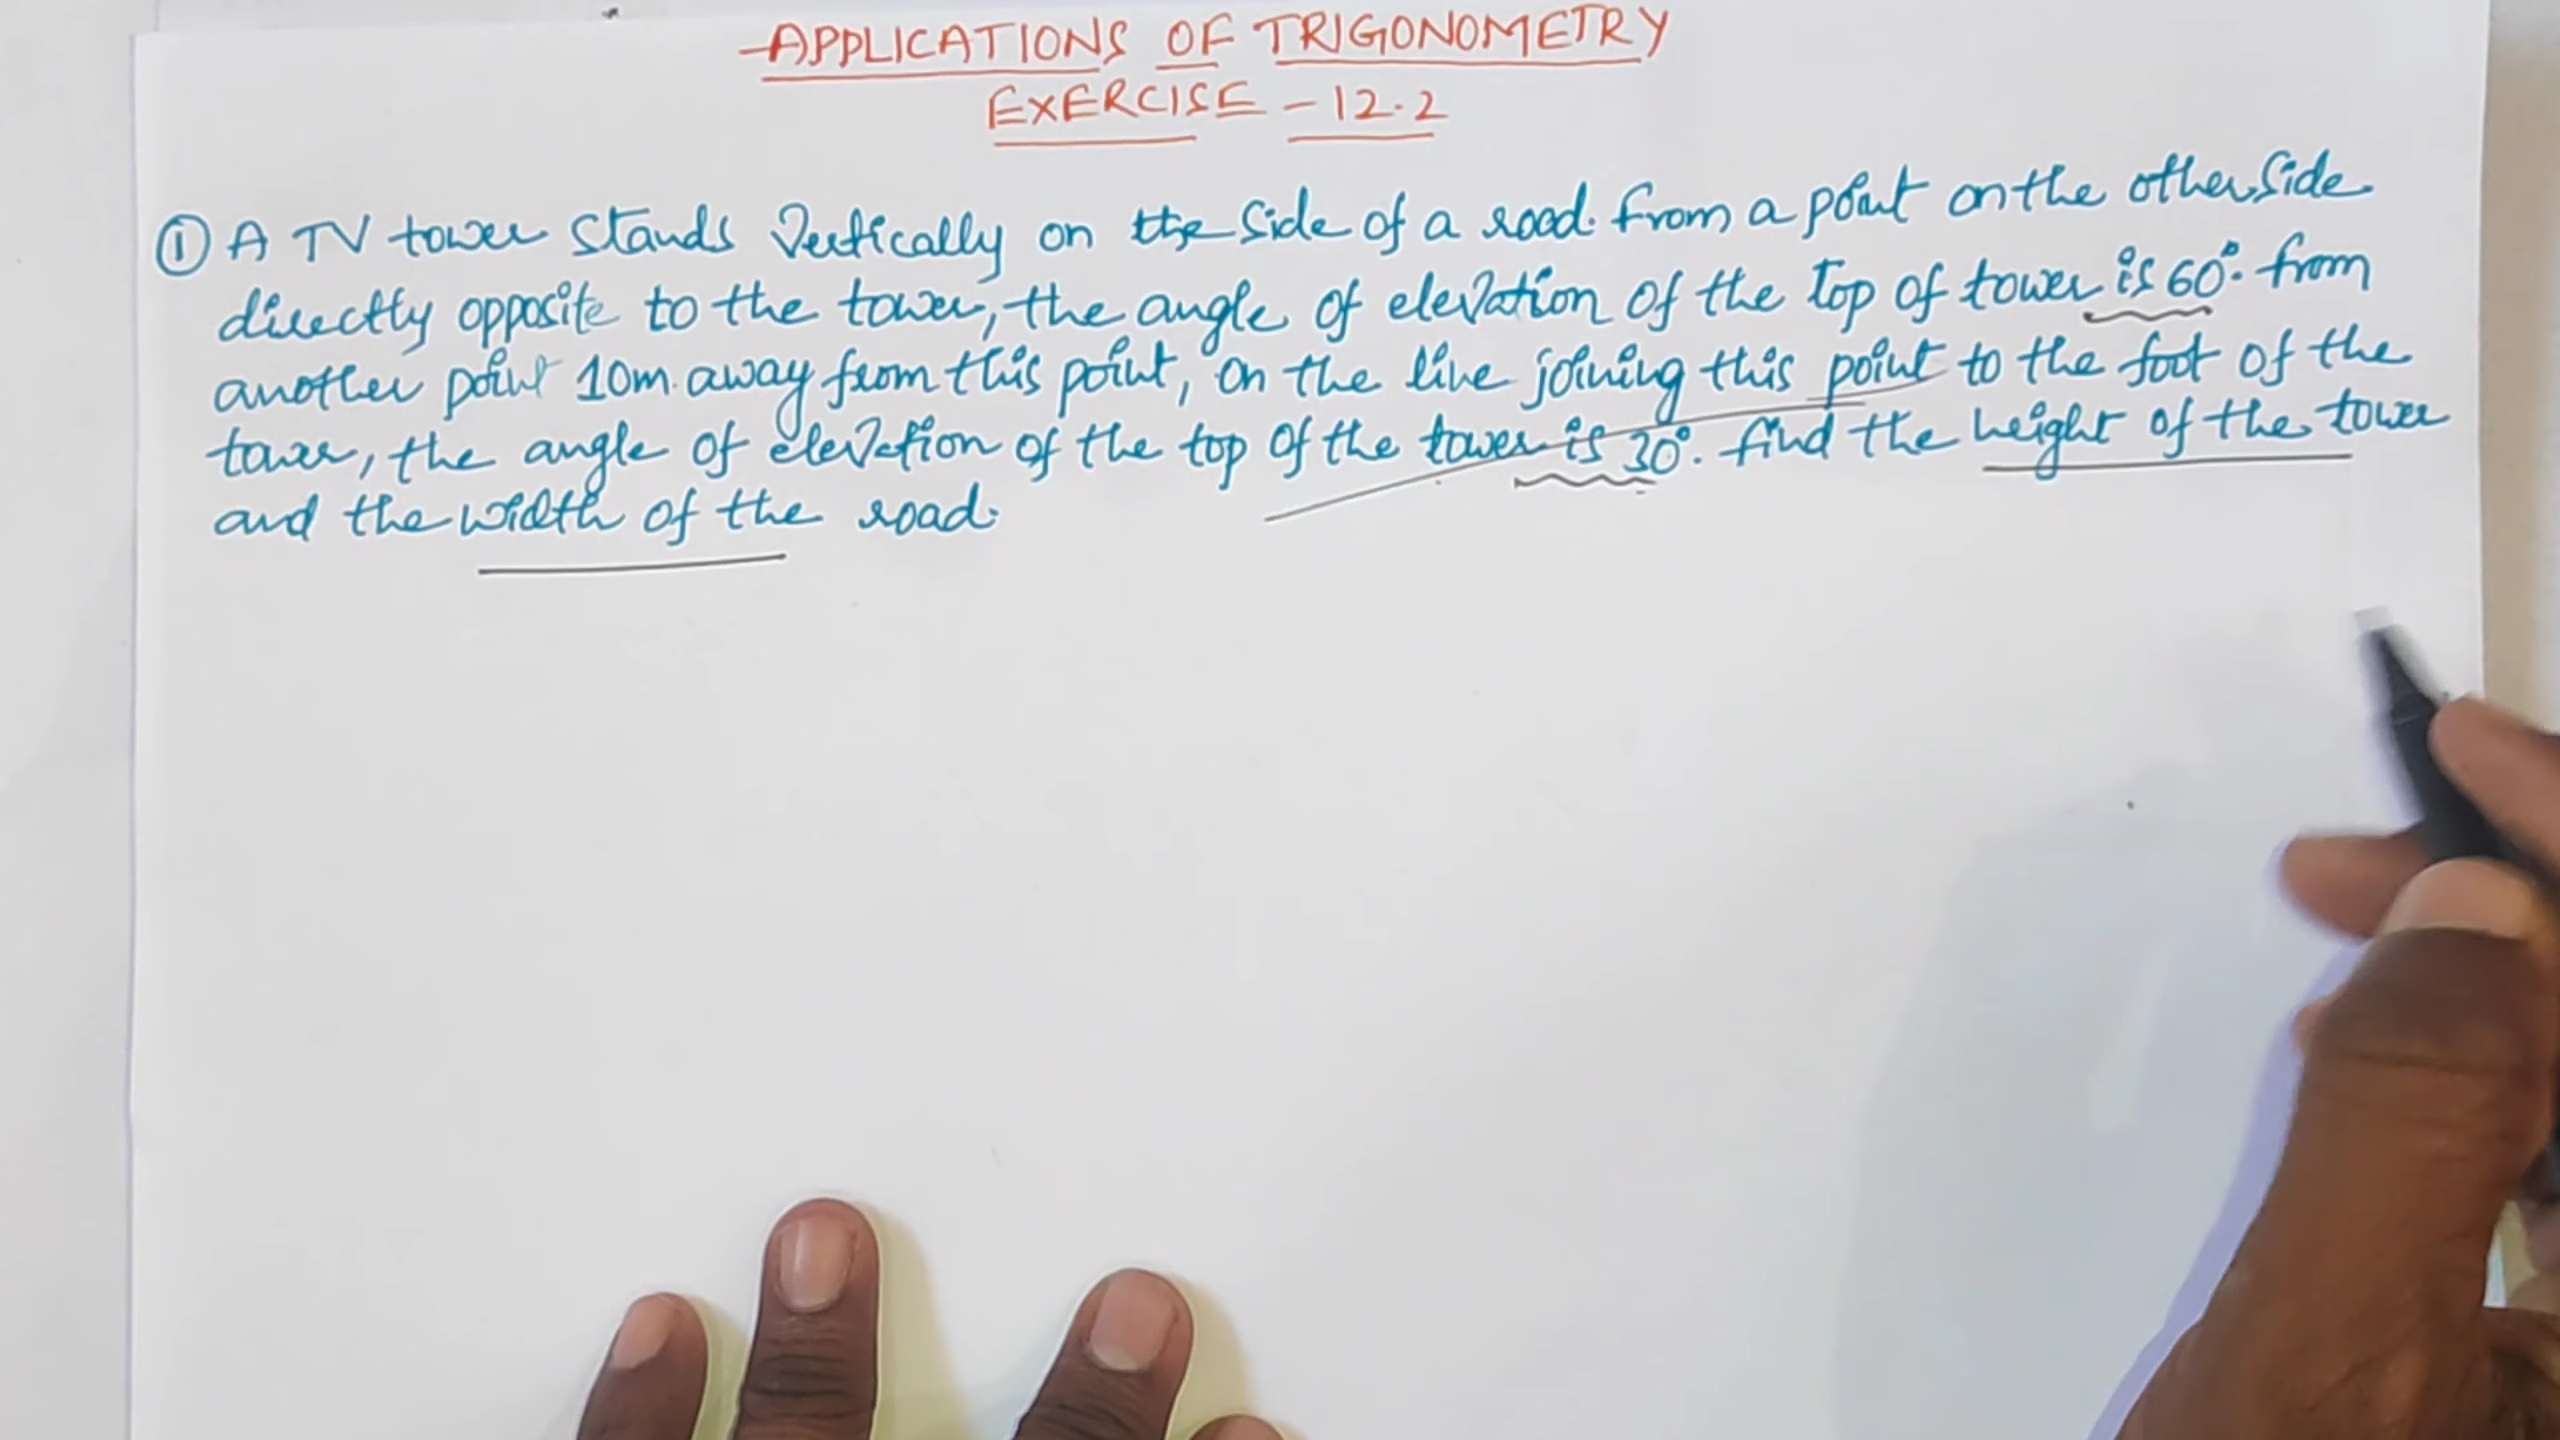 APPLICATIONS OF TRIGONOMETRY
EXERCISE - 12.2
① A TV tower stands Vertically on the side of a road. from a point on the other side
directly opposite to the tower, the angle of elevation of the top of tower is 60°. from
another point 10m. away from this point, on the line joining this point to the foot of the
tower, the angle of elevation of the top of the tower is 30°. find the height of the tower
and the width of the road.